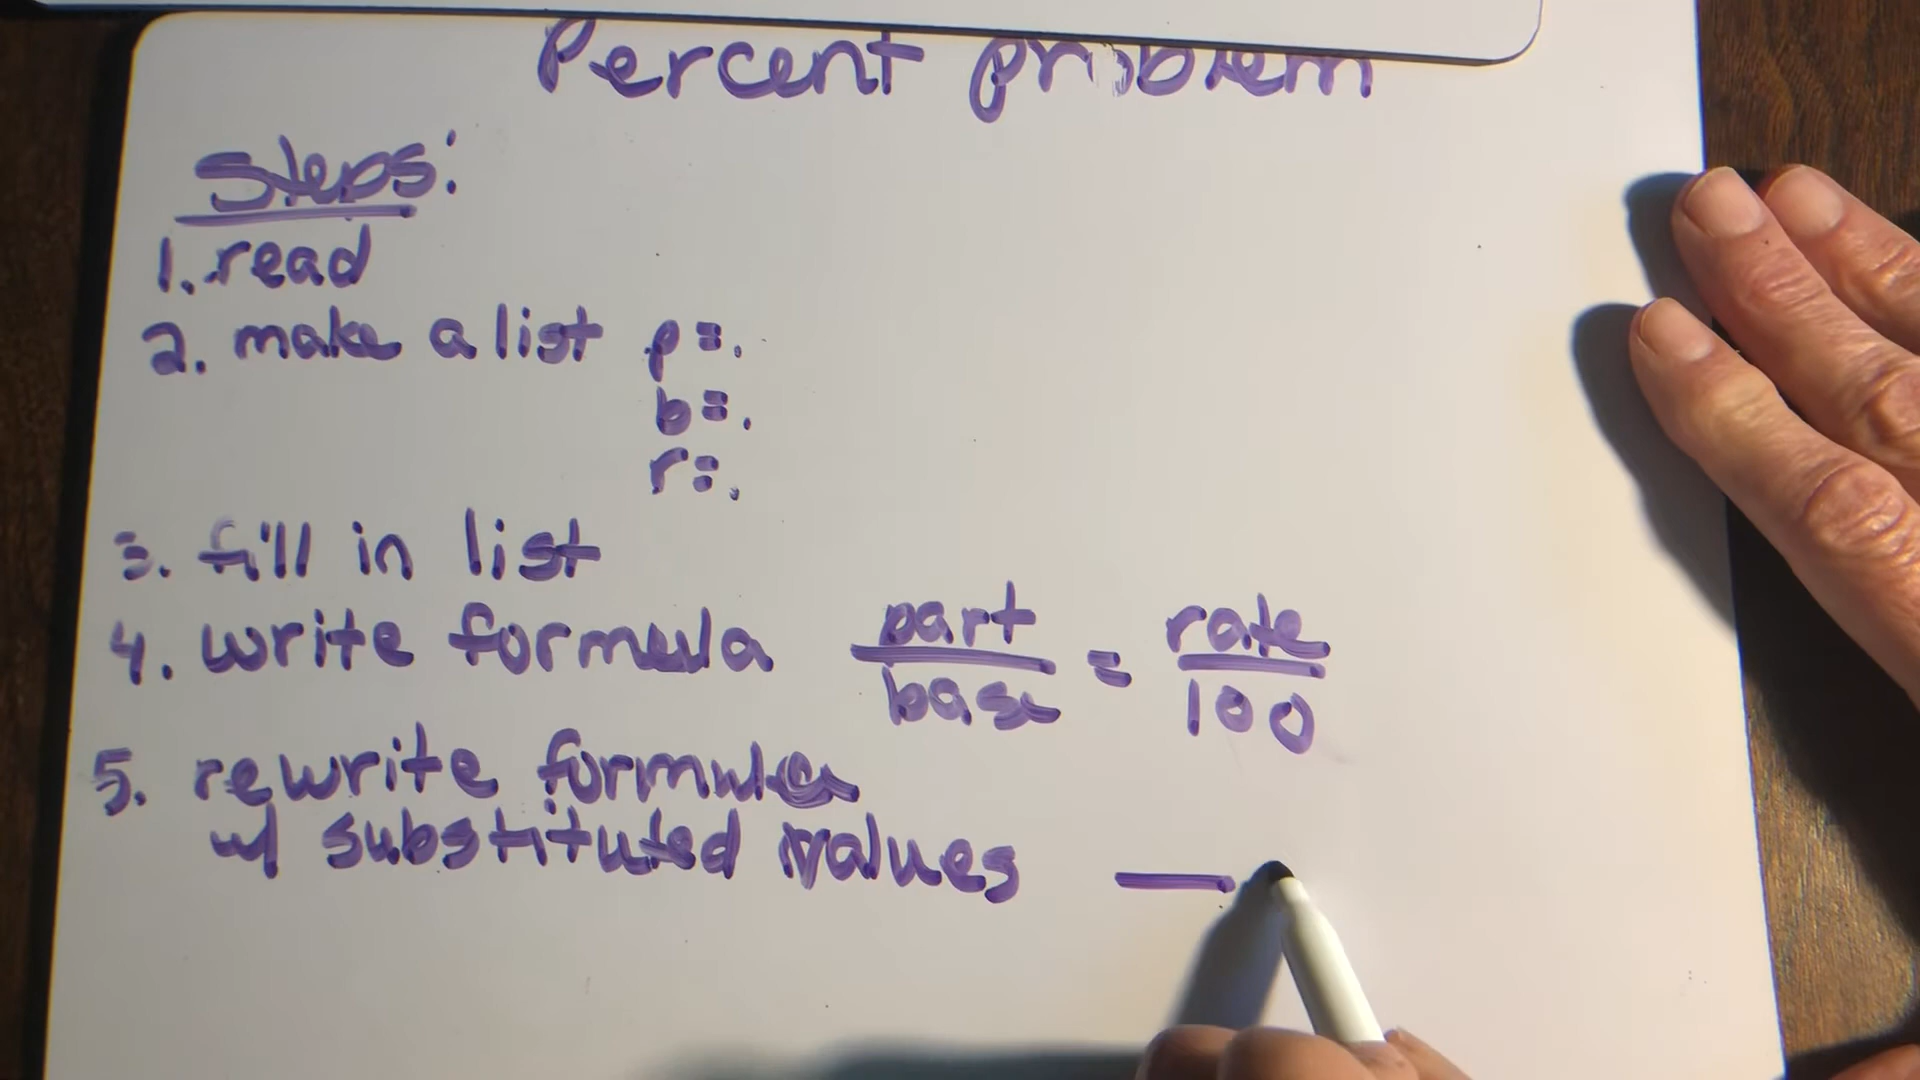 Percent problem
Steps:
1. read
2. make a list p=.
b=.
r=.
3. fill in list
4. write formula part/base = rate/100
5. rewrite formula
w/ substituted values